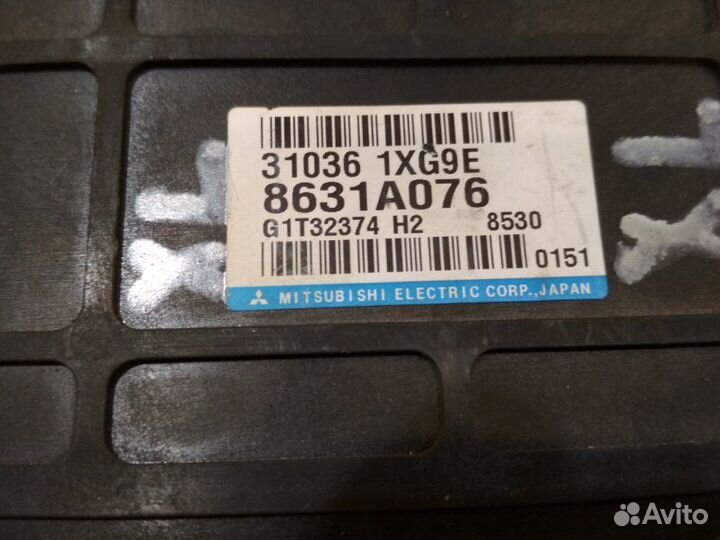 31036 1XG9E
8631A076
G1T32374 H2 8530
0151
MITSUBISHI ELECTRIC CORP.,JAPAN
Avito